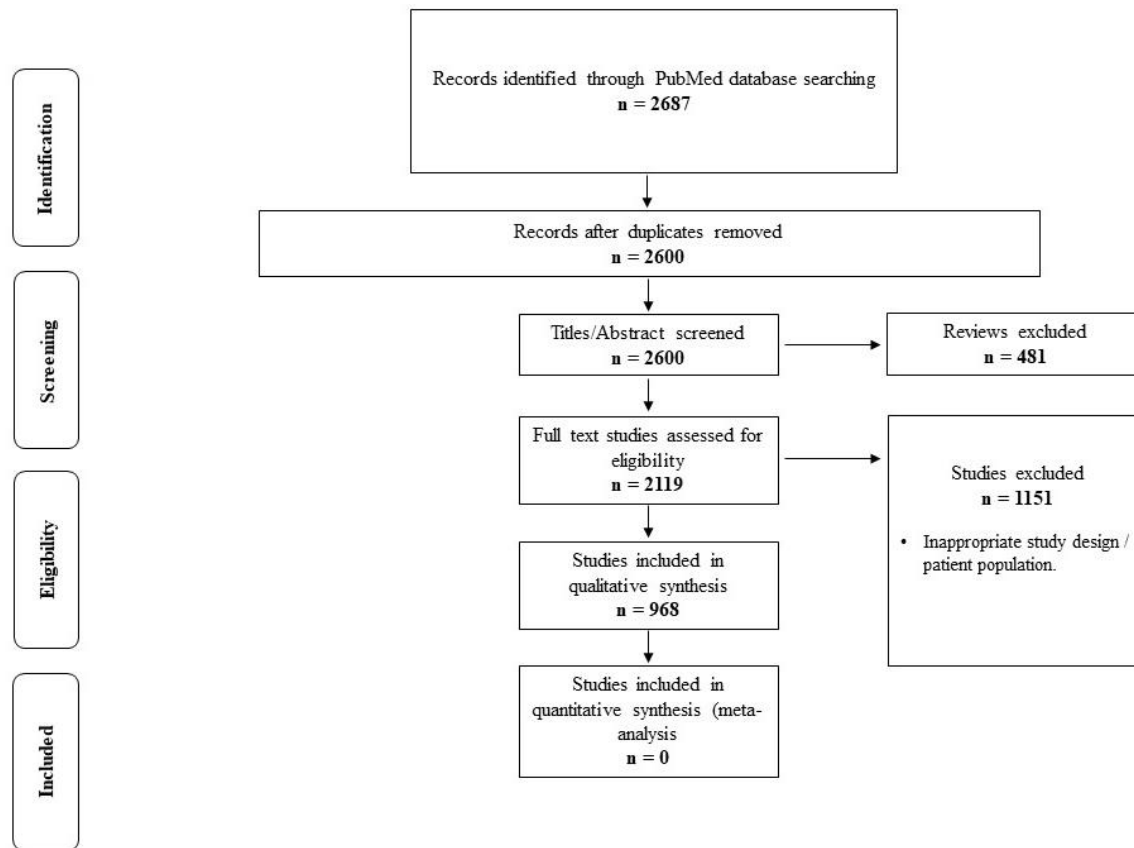 Identification
Records identified through PubMed database searching
n = 2687
Records after duplicates removed
n = 2600
Screening
Titles/Abstract screened
n = 2600
Reviews excluded
n = 481
Full text studies assessed for
eligibility
n = 2119
Studies excluded
n = 1151
• Inappropriate study design /
patient population.
Eligibility
Studies included in
qualitative synthesis
n = 968
Included
Studies included in
quantitative synthesis (meta-
analysis
n = 0